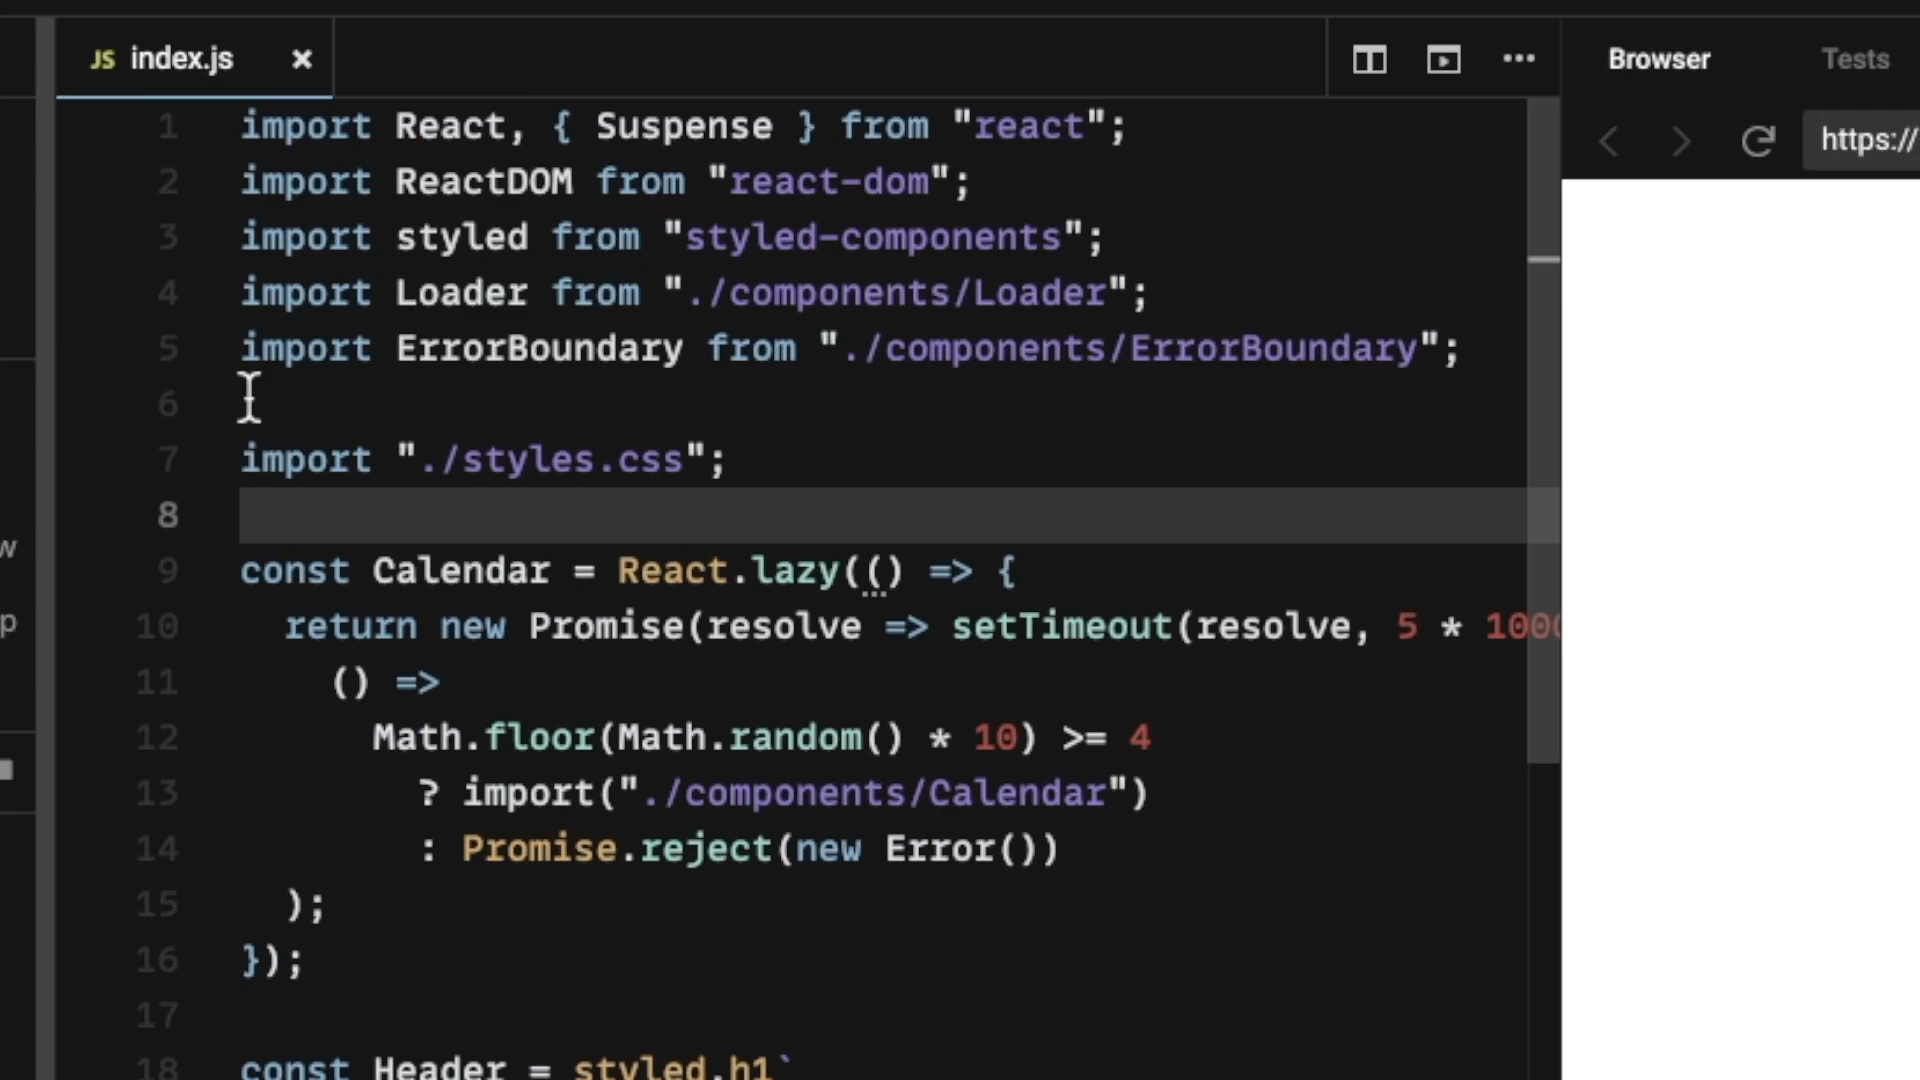 JS index.js ×
Browser Tests
https://
1 import React, { Suspense } from "react";
2 import ReactDOM from "react-dom";
3 import styled from "styled-components";
4 import Loader from "./components/Loader";
5 import ErrorBoundary from "./components/ErrorBoundary";
6
7 import "./styles.css";
8
9 const Calendar = React.lazy(() => {
10 return new Promise(resolve => setTimeout(resolve, 5 * 1000
11 () =>
12 Math.floor(Math.random() * 10) >= 4
13 ? import("./components/Calendar")
14 : Promise.reject(new Error())
15 );
16 });
17
18 const Header = styled.h1`
w
p